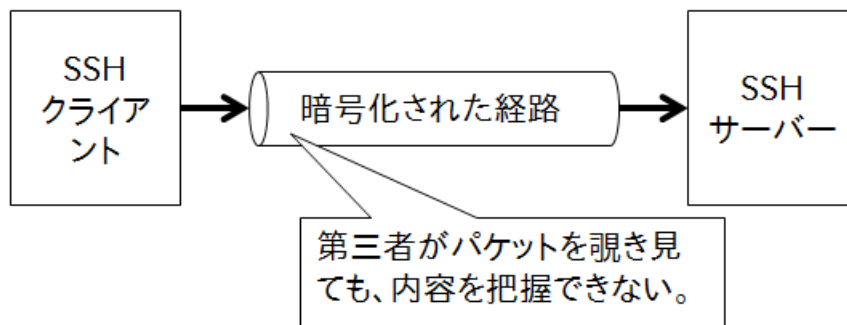 SSH
クライア
ント
暗号化された経路
SSH
サーバー
第三者がパケットを覗き見
ても、内容を把握できない。